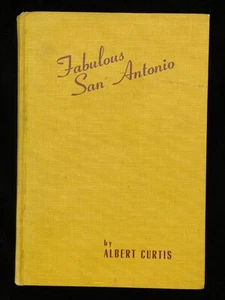 Fabulous
San Antonio
by
ALBERT CURTIS